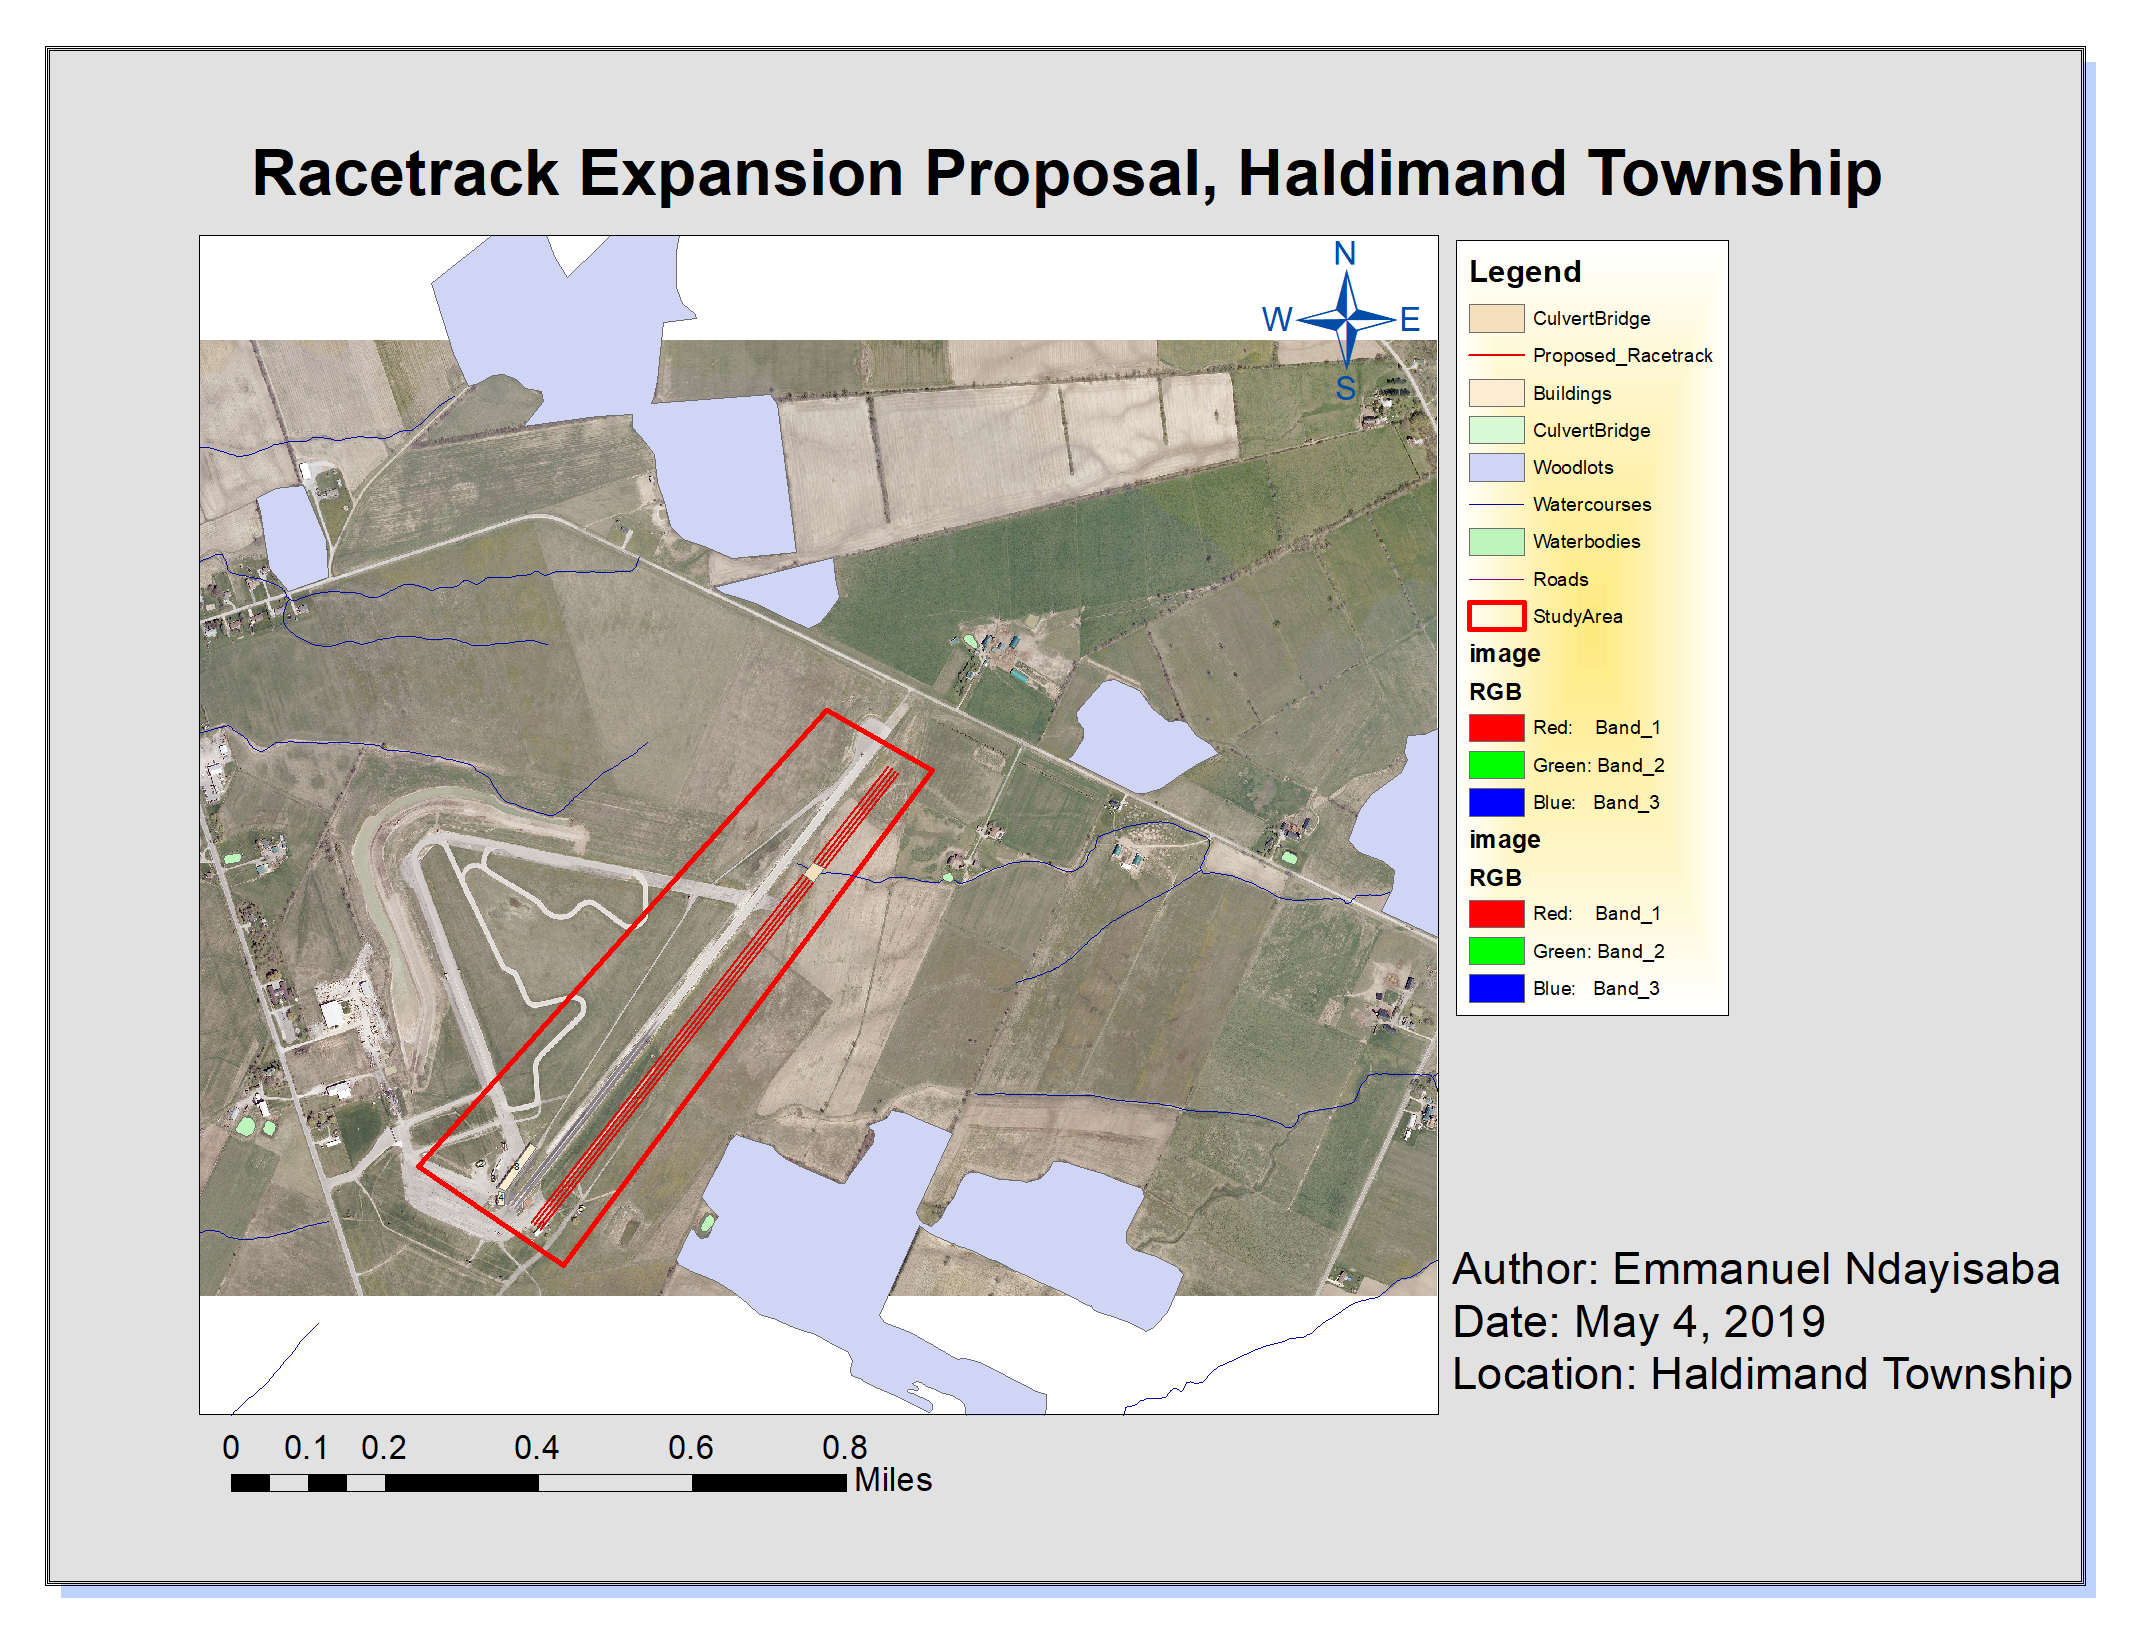 Racetrack Expansion Proposal, Haldimand Township
N
W E
S
Legend
CulvertBridge
Proposed_Racetrack
Buildings
CulvertBridge
Woodlots
Watercourses
Waterbodies
Roads
StudyArea
image
RGB
Red: Band_1
Green: Band_2
Blue: Band_3
image
RGB
Red: Band_1
Green: Band_2
Blue: Band_3
Author: Emmanuel Ndayisaba
Date: May 4, 2019
Location: Haldimand Township
0 0.1 0.2 0.4 0.6 0.8
Miles